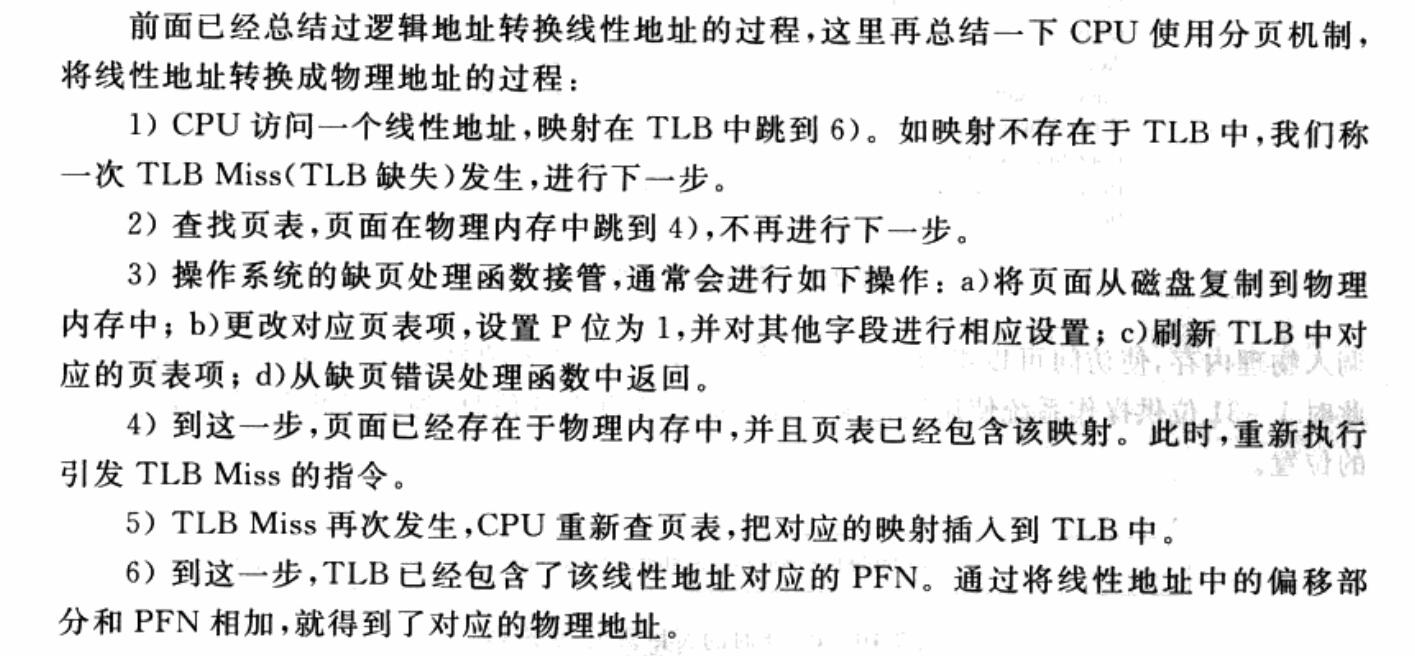 前面已经总结过逻辑地址转换线性地址的过程,这里再总结一下 CPU 使用分页机制,
将线性地址转换成物理地址的过程:
1) CPU 访问一个线性地址,映射在 TLB 中跳到 6)。如映射不存在于 TLB 中,我们称
一次 TLB Miss(TLB 缺失)发生,进行下一步。
2) 查找页表,页面在物理内存中跳到 4),不再进行下一步。
3) 操作系统的缺页处理函数接管,通常会进行如下操作: a)将页面从磁盘复制到物理
内存中; b)更改对应页表项,设置 P 位为 1,并对其他字段进行相应设置; c)刷新 TLB 中对
应的页表项; d)从缺页错误处理函数中返回。
4) 到这一步,页面已经存在于物理内存中,并且页表已经包含该映射。此时,重新执行
引发 TLB Miss 的指令。
5) TLB Miss 再次发生,CPU 重新查页表,把对应的映射插入到 TLB 中。
6) 到这一步,TLB 已经包含了该线性地址对应的 PFN。通过将线性地址中的偏移部
分和 PFN 相加,就得到了对应的物理地址。